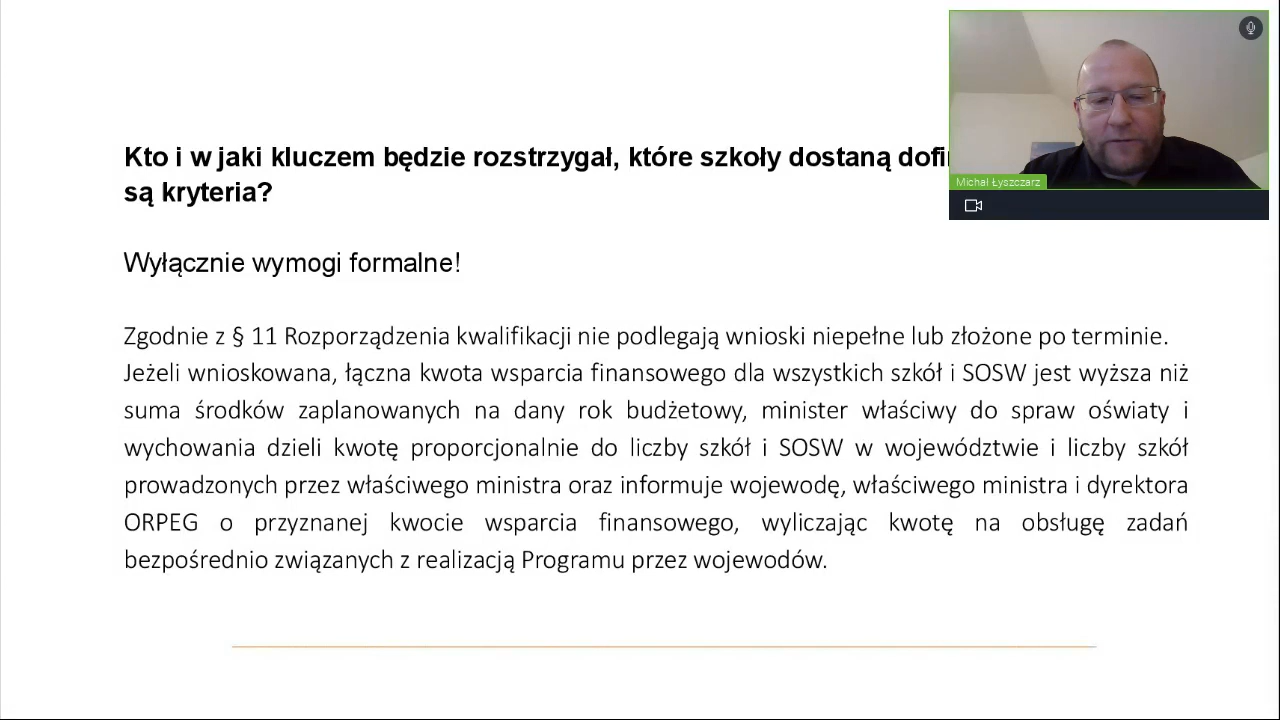 Kto i w jaki kluczem będzie rozstrzygał, które szkoły dostaną
są kryteria?
Wyłącznie wymogi formalne!
Zgodnie z § 11 Rozporządzenia kwalifikacji nie podlegają wnioski niepełne lub złożone po terminie.
Jeżeli wnioskowana, łączna kwota wsparcia finansowego dla wszystkich szkół i SOSW jest wyższa niż
suma środków zaplanowanych na dany rok budżetowy, minister właściwy do spraw oświaty i
wychowania dzieli kwotę proporcjonalnie do liczby szkół i SOSW w województwie i liczby szkół
prowadzonych przez właściwego ministra oraz informuje wojewodę, właściwego ministra i dyrektora
ORPEG o przyznanej kwocie wsparcia finansowego, wyliczając kwotę na obsługę zadań
bezpośrednio związanych z realizacją Programu przez wojewodów.
Michał Łyszczarz